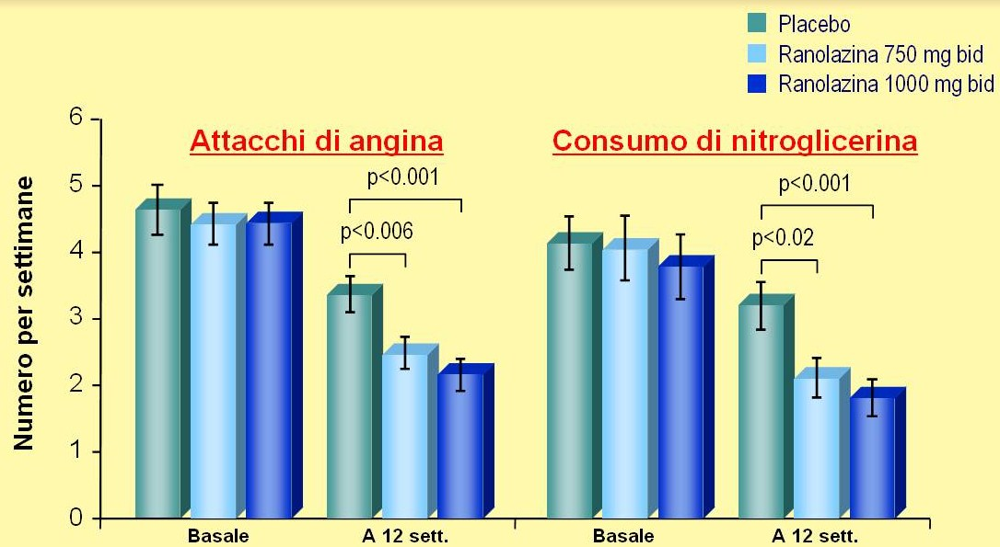 Placebo
Ranolazina 750 mg bid
Ranolazina 1000 mg bid
Numero per settimane
6
5
4
3
2
1
0
Attacchi di angina
p<0.001
p<0.006
Basale
A 12 sett.
Consumo di nitroglicerina
p<0.001
p<0.02
Basale
A 12 sett.